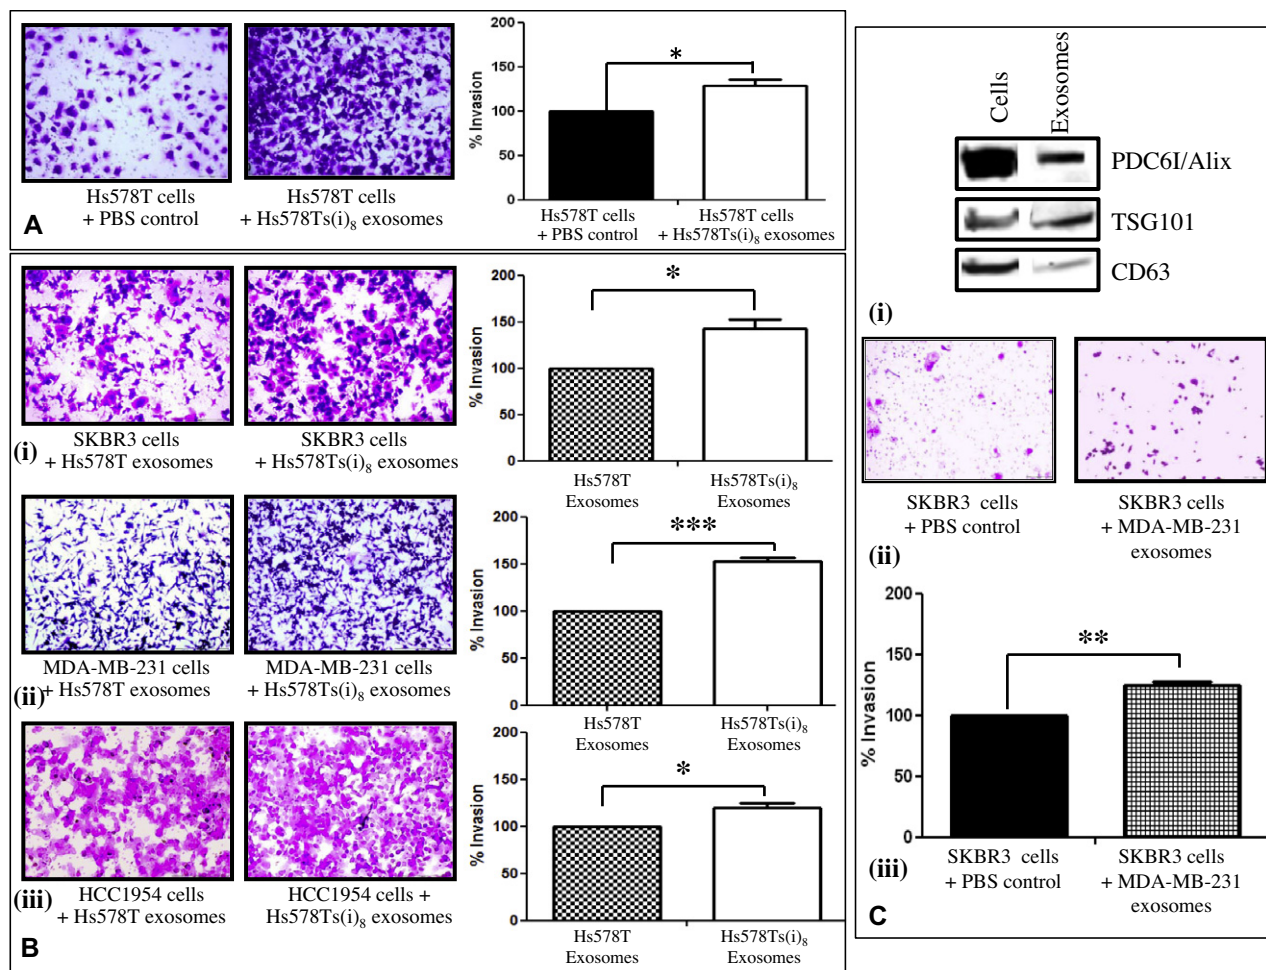 200
150
100
50
0
% Invasion
*
Hs578T cells
+ PBS control
Hs578T cells
+ Hs578Ts(i)8 exosomes
Hs578T cells
+ PBS control
Hs578T cells
+ Hs578Ts(i)8 exosomes
A
200
150
100
50
0
% Invasion
*
(i)
SKBR3 cells
+ Hs578T exosomes
SKBR3 cells
+ Hs578Ts(i)8 exosomes
Hs578T
Exosomes
Hs578Ts(i)8
Exosomes
200
150
100
50
0
% Invasion
***
(ii)
MDA-MB-231 cells
+ Hs578T exosomes
MDA-MB-231 cells
+ Hs578Ts(i)8 exosomes
Hs578T
Exosomes
Hs578Ts(i)8
Exosomes
200
150
100
50
0
% Invasion
*
(iii)
HCC1954 cells
+ Hs578T exosomes
HCC1954 cells +
Hs578Ts(i)8 exosomes
Hs578T
Exosomes
Hs578Ts(i)8
Exosomes
B
Cells
Exosomes
PDC6I/Alix
TSG101
CD63
(i)
SKBR3 cells
+ PBS control
SKBR3 cells
+ MDA-MB-231
exosomes
(ii)
200
150
100
50
0
% Invasion
**
SKBR3 cells
+ PBS control
SKBR3 cells
+ MDA-MB-231
exosomes
(iii)
C